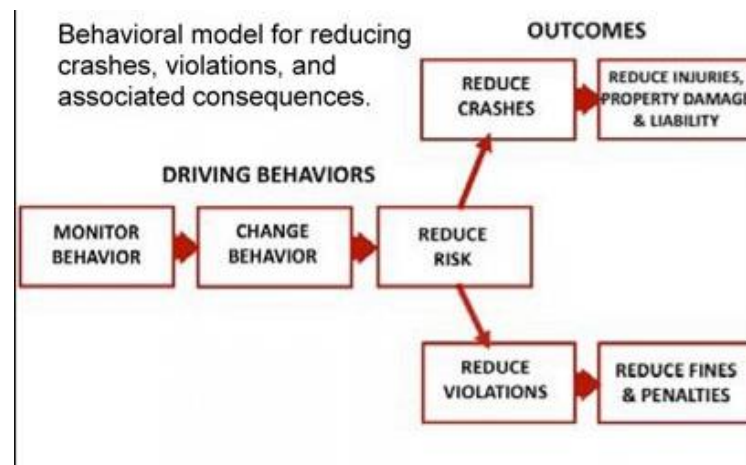 Behavioral model for reducing
crashes, violations, and
associated consequences.
OUTCOMES
REDUCE
CRASHES
REDUCE INJURIES,
PROPERTY DAMAGE
& LIABILITY
DRIVING BEHAVIORS
MONITOR
BEHAVIOR
CHANGE
BEHAVIOR
REDUCE
RISK
REDUCE
VIOLATIONS
REDUCE FINES
& PENALTIES